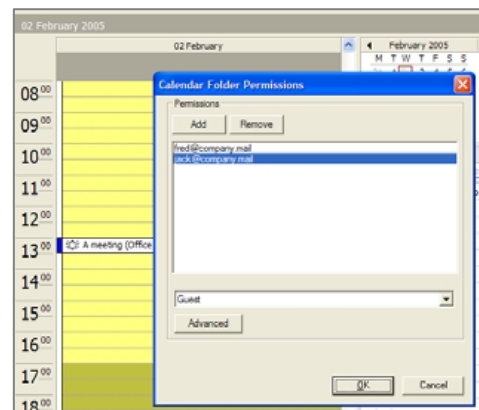 02 February 2005
02 February
February 2005
M T W T F S S
Calendar Folder Permissions
Permissions
Add
Remove
fred@company.mail
jack@company.mail
Guest
Advanced
OK
Cancel
08 00
09 00
10 00
11 00
12 00
13 00
A meeting (Office
14 00
15 00
16 00
17 00
18 00